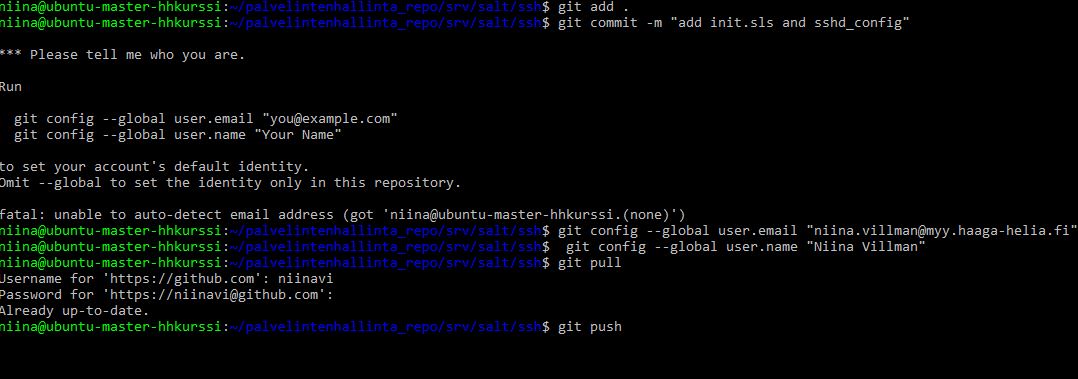 niina@ubuntu-master-hhkurssi:~/palvelintenhallinta_repo/srv/salt/ssh$ git add .
niina@ubuntu-master-hhkurssi:~/palvelintenhallinta_repo/srv/salt/ssh$ git commit -m "add init.sls and sshd_config"
*** Please tell me who you are.
Run
git config --global user.email "you@example.com"
git config --global user.name "Your Name"
to set your account's default identity.
Omit --global to set the identity only in this repository.
fatal: unable to auto-detect email address (got 'niina@ubuntu-master-hhkurssi.(none)')
niina@ubuntu-master-hhkurssi:~/palvelintenhallinta_repo/srv/salt/ssh$ git config --global user.email "niina.villman@myy.haaga-helia.fi"
niina@ubuntu-master-hhkurssi:~/palvelintenhallinta_repo/srv/salt/ssh$  git config --global user.name "Niina Villman"
niina@ubuntu-master-hhkurssi:~/palvelintenhallinta_repo/srv/salt/ssh$ git pull
Username for 'https://github.com': niinavi
Password for 'https://niinavi@github.com':
Already up-to-date.
niina@ubuntu-master-hhkurssi:~/palvelintenhallinta_repo/srv/salt/ssh$ git push